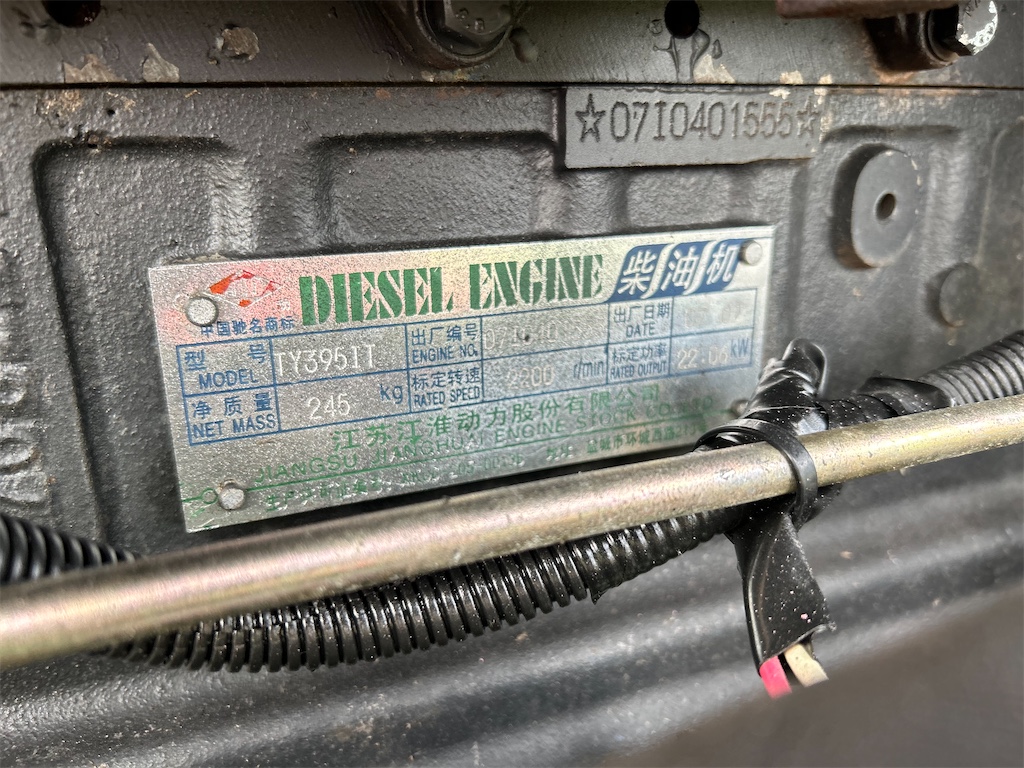 ☆07I0401555☆
DIESEL ENGINE 柴油机
中国驰名商标
型号 MODEL TY395IT 出厂编号 ENGINE NO. 出厂日期 DATE
净质量 NET MASS 245 kg 标定转速 RATED SPEED 2200 r/min 标定功率 RATED OUTPUT 22.06 kW
江苏江淮动力股份有限公司
JIANGSU JIANGHUAI ENGINE STOCK CO.,LTD